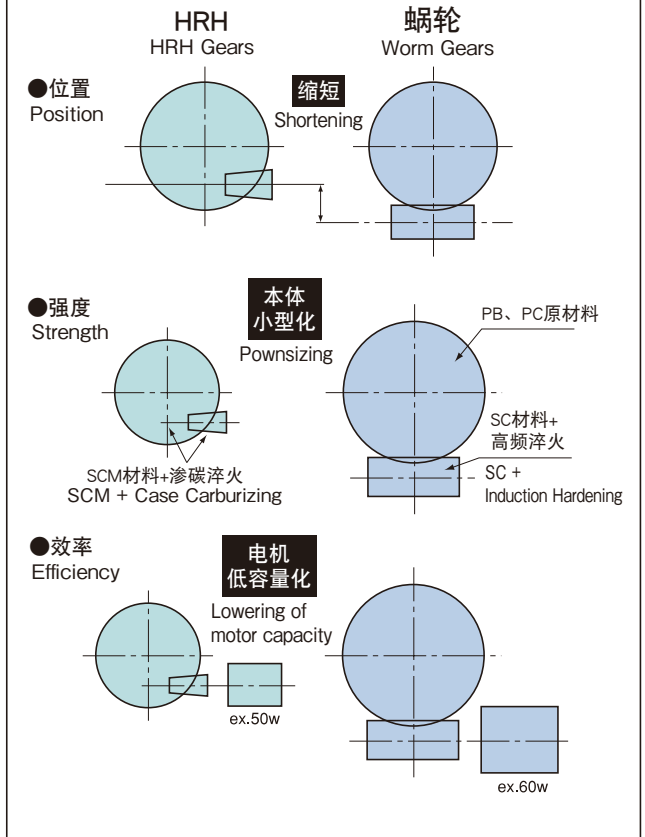 HRH
HRH Gears
蜗轮
Worm Gears
●位置
Position
缩短
Shortening
●强度
Strength
本体
小型化
Pownsizing
PB、PC原材料
SCM材料+渗碳淬火
SCM + Case Carburizing
SC材料+
高频淬火
SC +
Induction Hardening
●效率
Efficiency
电机
低容量化
Lowering of
motor capacity
ex.50w
ex.60w